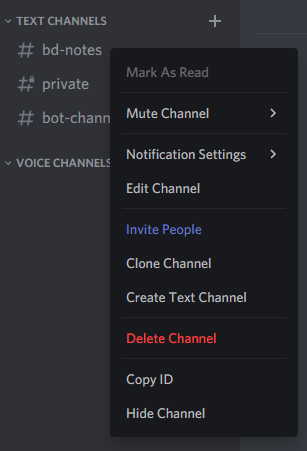 TEXT CHANNELS
bd-notes
private
bot-chann
VOICE CHANNELS
Mark As Read
Mute Channel
Notification Settings
Edit Channel
Invite People
Clone Channel
Create Text Channel
Delete Channel
Copy ID
Hide Channel